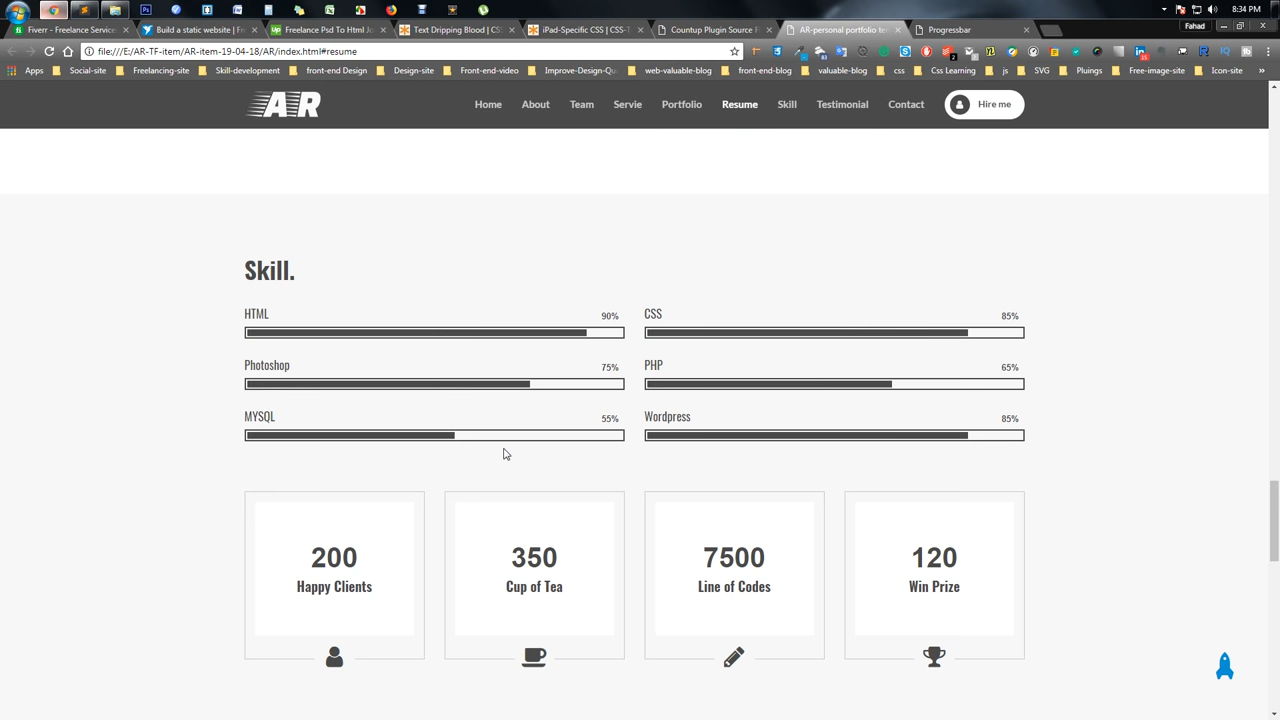 8:34 PM
Fiverr - Freelance Service
Build a static website | Fr
Freelance Psd To Html Jo
Text Dripping Blood | CSS
iPad-Specific CSS | CSS-T
Countup Plugin Source F
AR-personal portfolio te
Progressbar
Fahad
file:///E:/AR-TF-item/AR-item-19-04-18/AR/index.html#resume
Apps
Social-site
Freelancing-site
Skill-development
front-end Design
Design-site
Front-end-video
Improve-Design-Qu
web-valuable-blog
front-end-blog
valuable-blog
css
Css Learning
js
SVG
Pluings
Free-image-site
Icon-site
»
AR
Home
About
Team
Servie
Portfolio
Resume
Skill
Testimonial
Contact
Hire me
Skill.
HTML 90%
CSS 85%
Photoshop 75%
PHP 65%
MYSQL 55%
Wordpress 85%
200
Happy Clients
350
Cup of Tea
7500
Line of Codes
120
Win Prize